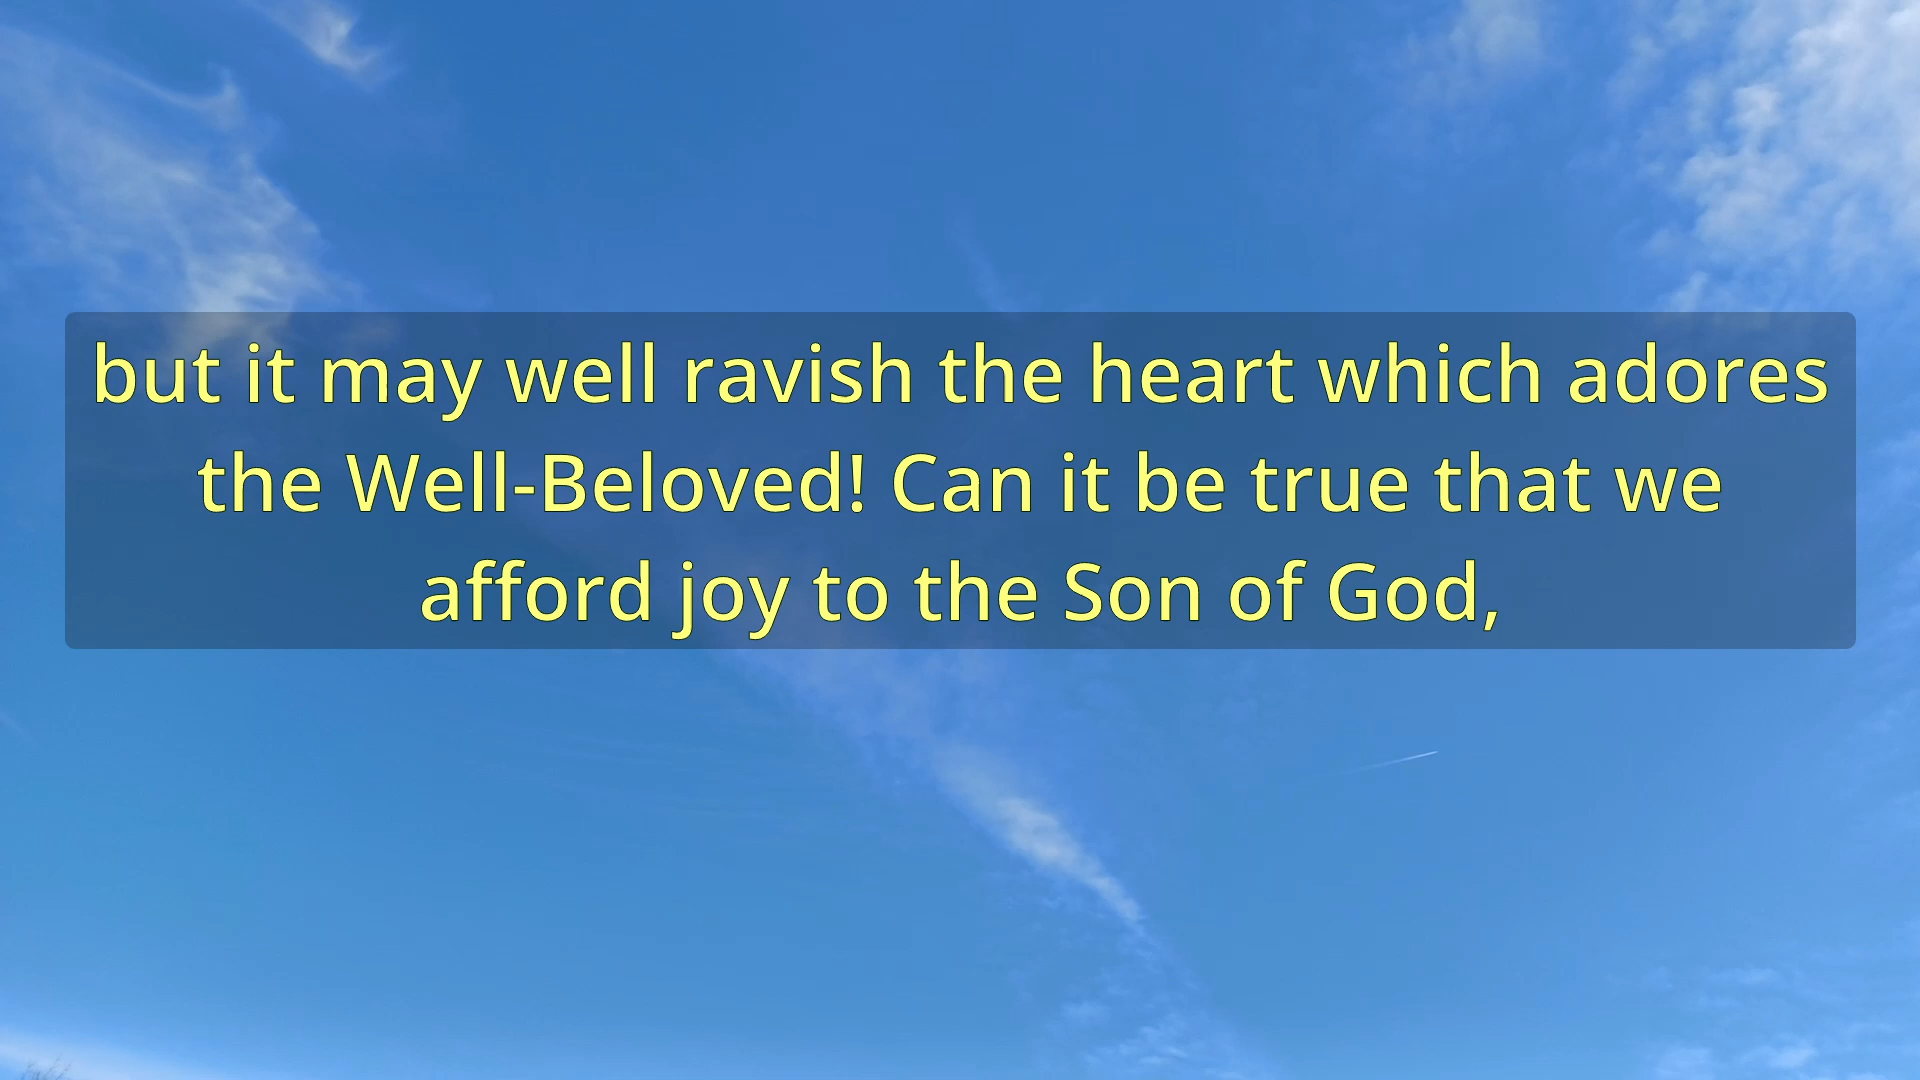 but it may well ravish the heart which adores
the Well-Beloved! Can it be true that we
afford joy to the Son of God,